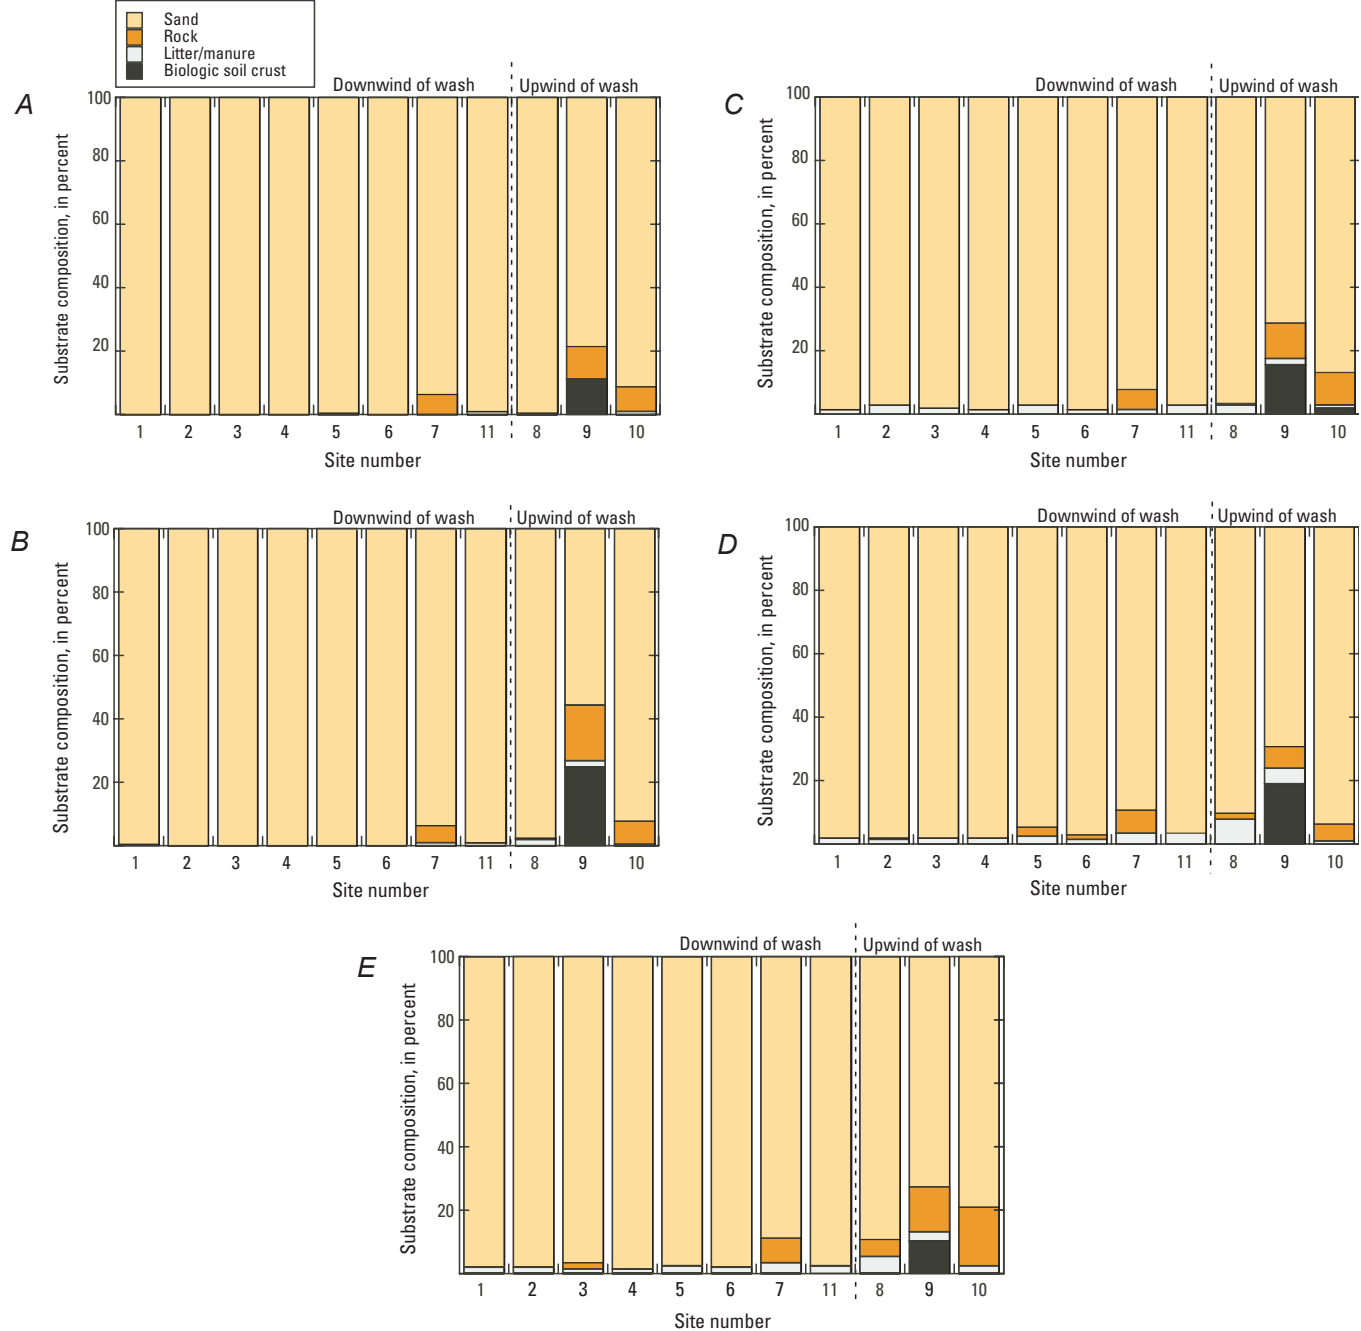 Sand
Rock
Litter/manure
Biologic soil crust
A
Downwind of wash
Upwind of wash
Substrate composition, in percent
100
80
60
40
20
1 2 3 4 5 6 7 11 8 9 10
Site number
C
Downwind of wash
Upwind of wash
Substrate composition, in percent
100
80
60
40
20
1 2 3 4 5 6 7 11 8 9 10
Site number
B
Downwind of wash
Upwind of wash
Substrate composition, in percent
100
80
60
40
20
1 2 3 4 5 6 7 11 8 9 10
Site number
D
Downwind of wash
Upwind of wash
Substrate composition, in percent
100
80
60
40
20
1 2 3 4 5 6 7 11 8 9 10
Site number
E
Downwind of wash
Upwind of wash
Substrate composition, in percent
100
80
60
40
20
1 2 3 4 5 6 7 11 8 9 10
Site number